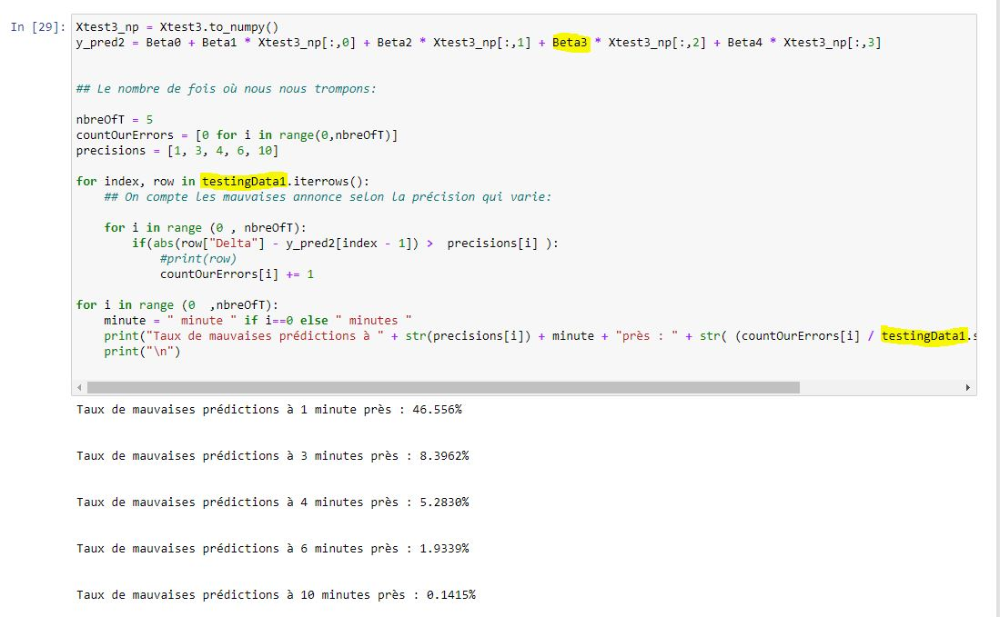 In [29]:
Xtest3_np = Xtest3.to_numpy()
y_pred2 = Beta0 + Beta1 * Xtest3_np[:,0] + Beta2 * Xtest3_np[:,1] + Beta3 * Xtest3_np[:,2] + Beta4 * Xtest3_np[:,3]
## Le nombre de fois où nous nous trompons:
nbreOfT = 5
countOurErrors = [0 for i in range(0,nbreOfT)]
precisions = [1, 3, 4, 6, 10]
for index, row in testingData1.iterrows():
    ## On compte les mauvaises annonce selon la précision qui varie:
    for i in range (0 , nbreOfT):
        if(abs(row["Delta"] - y_pred2[index - 1]) >  precisions[i] ):
            #print(row)
            countOurErrors[i] += 1
for i in range (0  ,nbreOfT):
    minute = " minute " if i==0 else " minutes "
    print("Taux de mauvaises prédictions à " + str(precisions[i]) + minute + "près : " + str( (countOurErrors[i] / testingData1.s
    print("\n")
Taux de mauvaises prédictions à 1 minute près : 46.556%
Taux de mauvaises prédictions à 3 minutes près : 8.3962%
Taux de mauvaises prédictions à 4 minutes près : 5.2830%
Taux de mauvaises prédictions à 6 minutes près : 1.9339%
Taux de mauvaises prédictions à 10 minutes près : 0.1415%